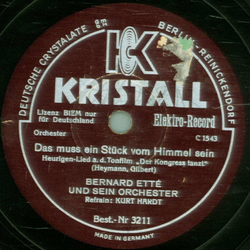 DEUTSCHE CRYSTALATE
BERLIN-REINICKENDORF
K
KRISTALL
Lizenz BIEM nur
für Deutschland
Elektro-Record
Orchester
C 1543
Das muss ein Stück vom Himmel sein
Heurigen-Lied a. d. Tonfilm „Der Kongress tanzt"
(Heymann, Gilbert)
BERNARD ETTÉ
UND SEIN ORCHESTER
Refrain: KURT HARDT
Best.-Nr 3211
MADE IN GERMANY